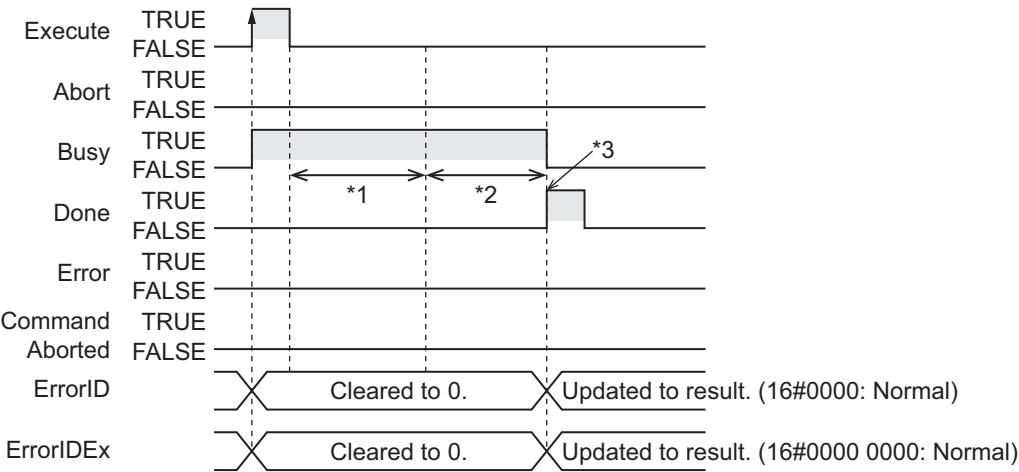 Execute TRUE
FALSE
Abort TRUE
FALSE
Busy TRUE
FALSE
*3
*1 *2
Done TRUE
FALSE
Error TRUE
FALSE
Command TRUE
Aborted FALSE
ErrorID Cleared to 0. Updated to result. (16#0000: Normal)
ErrorIDEx Cleared to 0. Updated to result. (16#0000 0000: Normal)